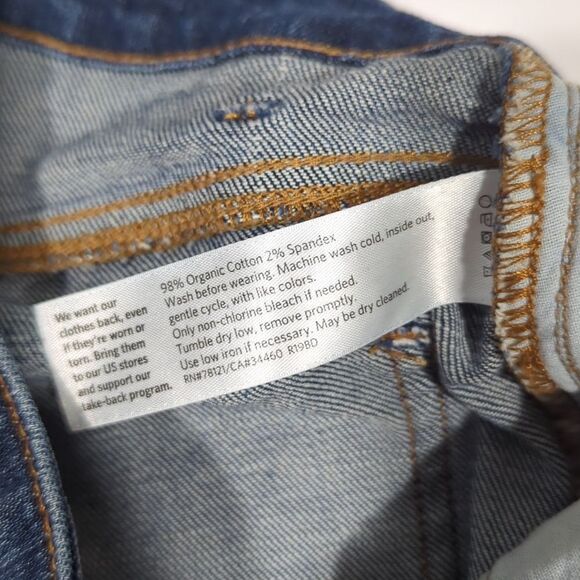 We want our
clothes back, even
if they're worn or
torn. Bring them
to our US stores
and support our
take-back program.
98% Organic Cotton 2% Spandex
Wash before wearing. Machine wash cold, inside out,
gentle cycle, with like colors.
Only non-chlorine bleach if needed.
Tumble dry low, remove promptly.
Use low iron if necessary. May be dry cleaned.
RN#78121/CA#34460 R19BD